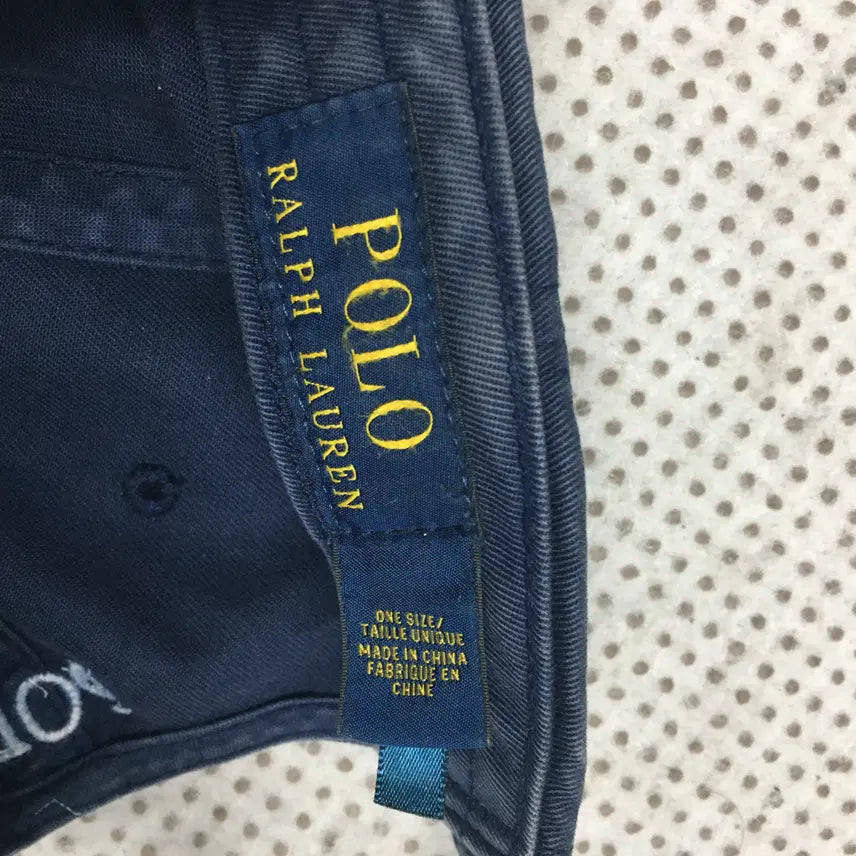 POLO
RALPH LAUREN
ONE SIZE/
TAILLE UNIQUE
MADE IN CHINA
FABRIQUE EN
CHINE